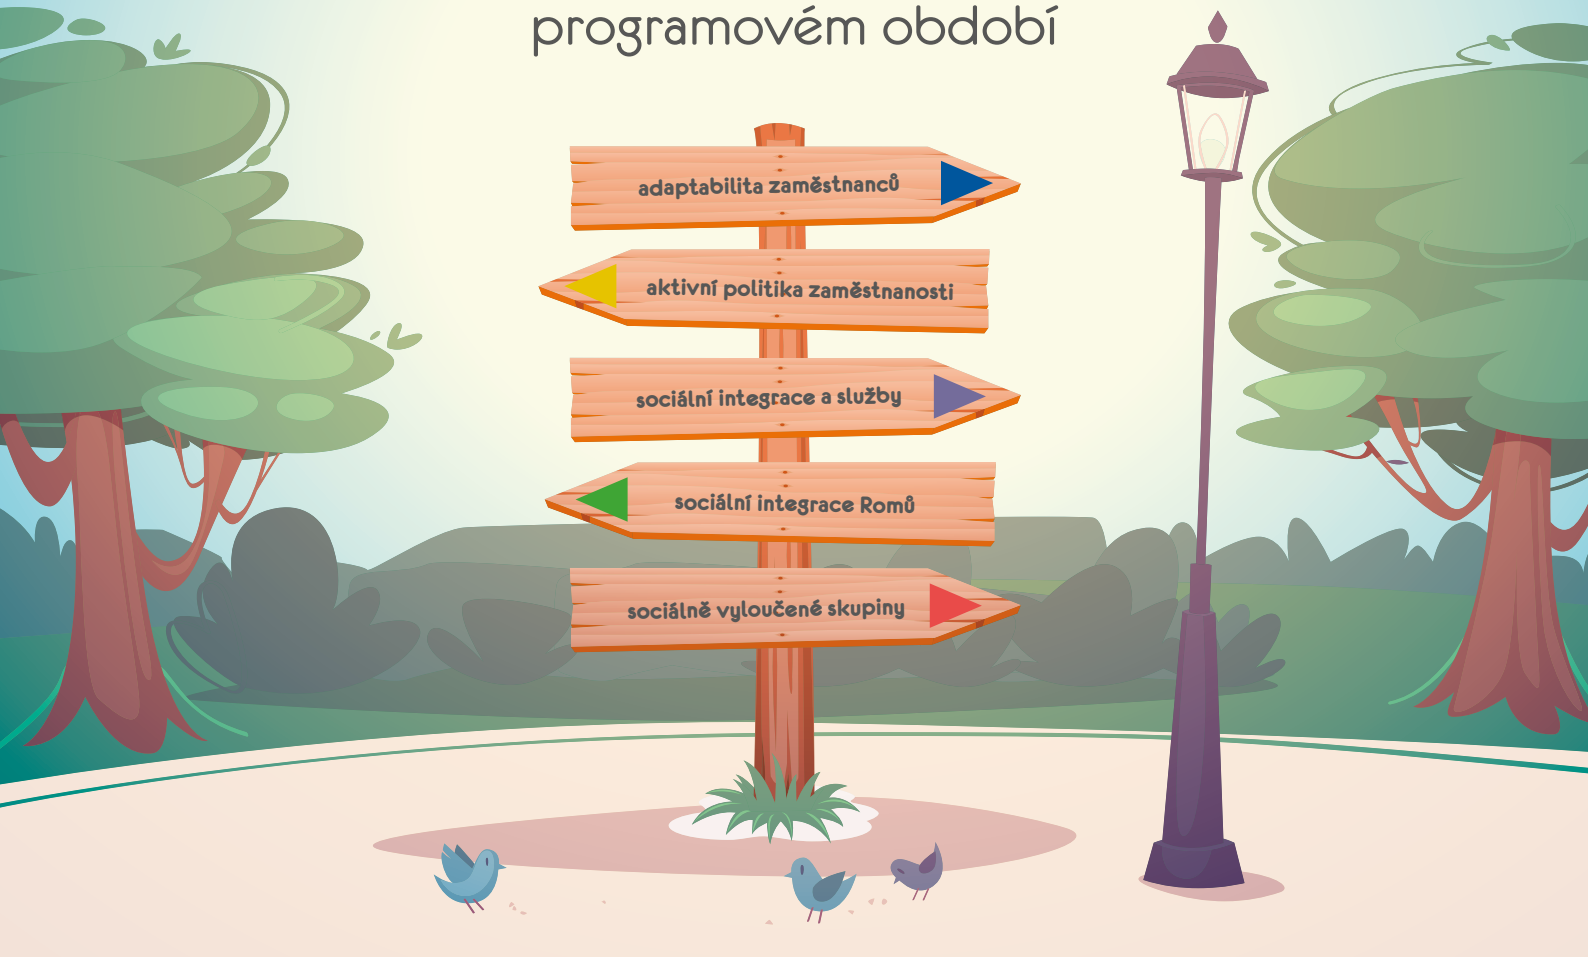 programovém období
adaptabilita zaměstnanců
aktivní politika zaměstnanosti
sociální integrace a služby
sociální integrace Romů
sociálně vyloučené skupiny